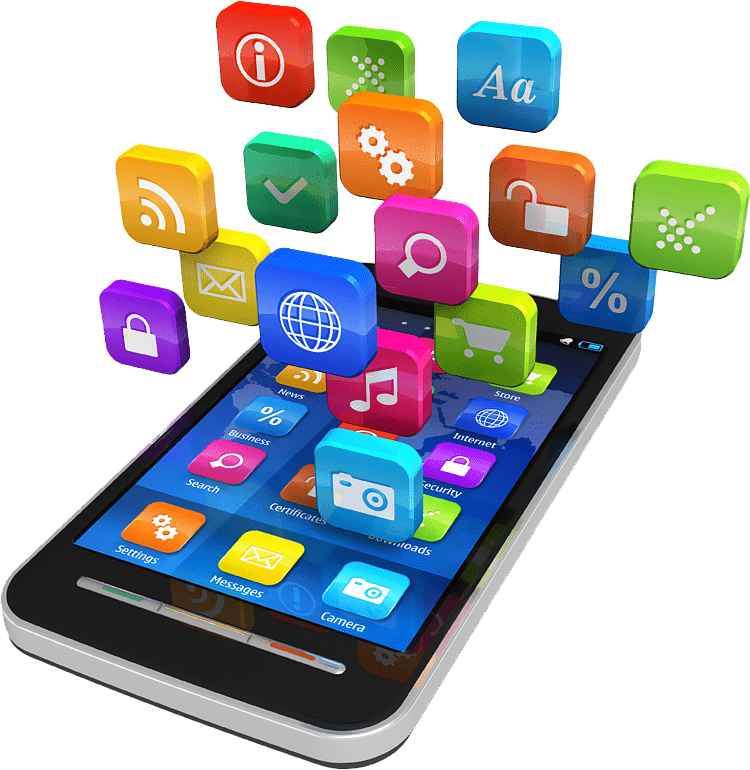 i
Aa
%
News
Store
%
Business
Internet
Search
Security
Certificates
Downloads
Settings
Messages
Camera